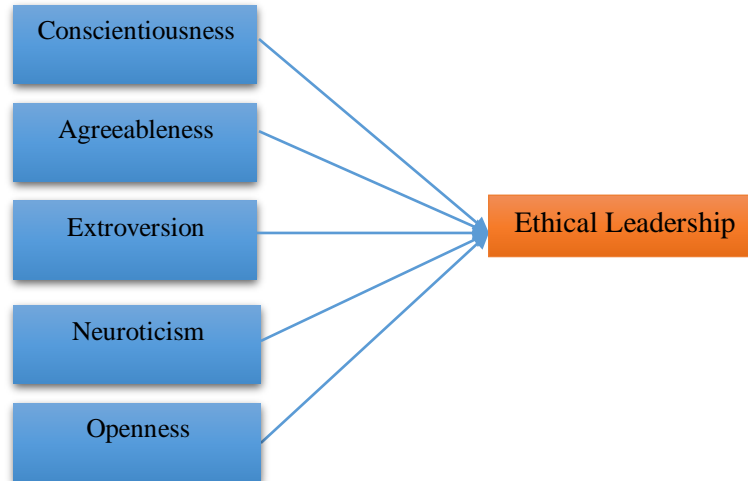 Conscientiousness
Agreeableness
Extroversion
Ethical Leadership
Neuroticism
Openness